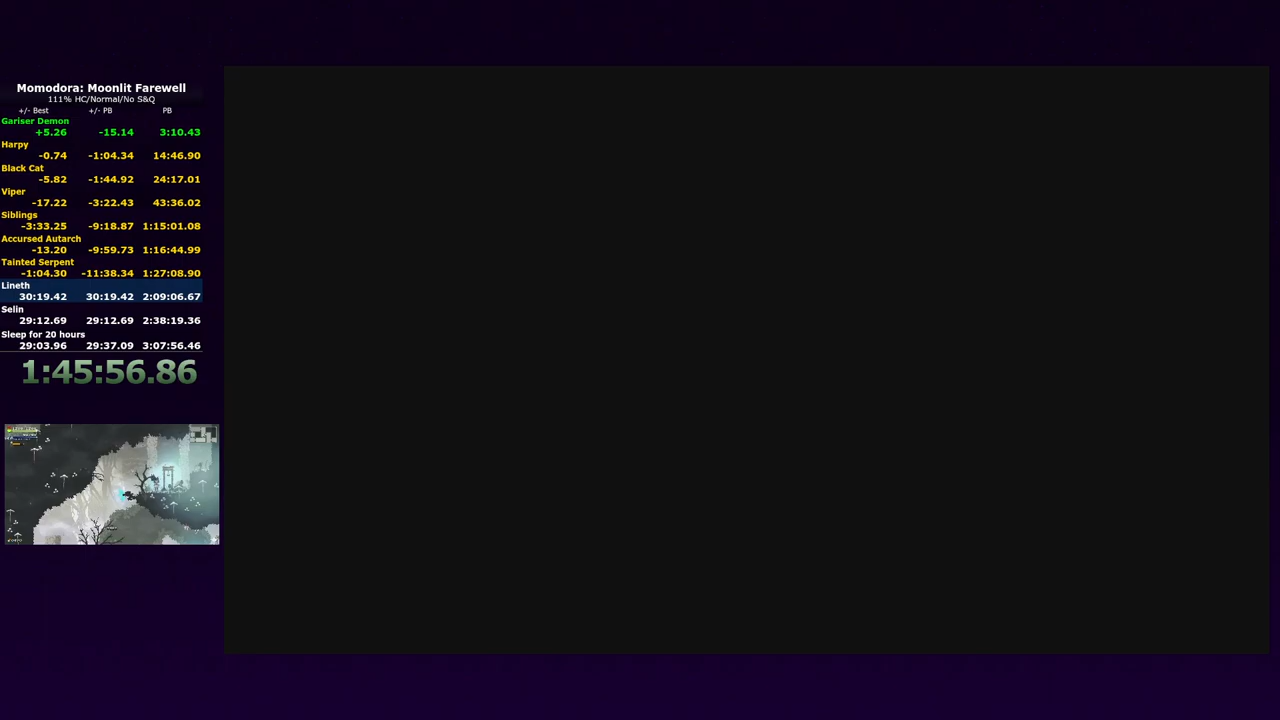 Momodora: Moonlit Farewell
111% HC/Normal/No S&Q
+/- Best +/- PB PB
Gariser Demon
+5.26 -15.14 3:10.43
Harpy
-0.74 -1:04.34 14:46.90
Black Cat
-5.82 -1:44.92 24:17.01
Viper
-17.22 -3:22.43 43:36.02
Siblings
-3:33.25 -9:18.87 1:15:01.08
Accursed Autarch
-13.20 -9:59.73 1:16:44.99
Tainted Serpent
-1:04.30 -11:38.34 1:27:08.90
Lineth
30:19.42 30:19.42 2:09:06.67
Selin
29:12.69 29:12.69 2:38:19.36
Sleep for 20 hours
29:03.96 29:37.09 3:07:56.46
1:45:56.86